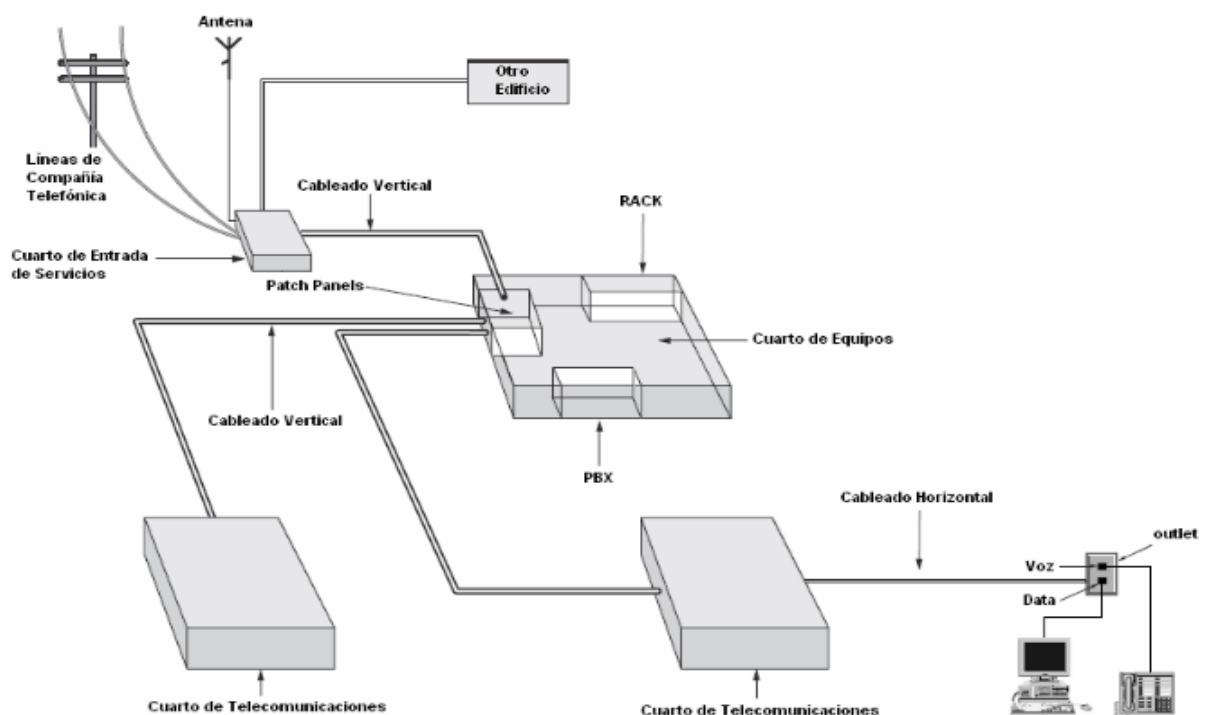 Antena
Otro
Edificio
Líneas de
Compañía
Telefónica
Cableado Vertical
RACK
Cuarto de Entrada
de Servicios
Patch Panels
Cuarto de Equipos
Cableado Vertical
PBX
Cableado Horizontal
outlet
Voz
Data
Cuarto de Telecomunicaciones
Cuarto de Telecomunicaciones